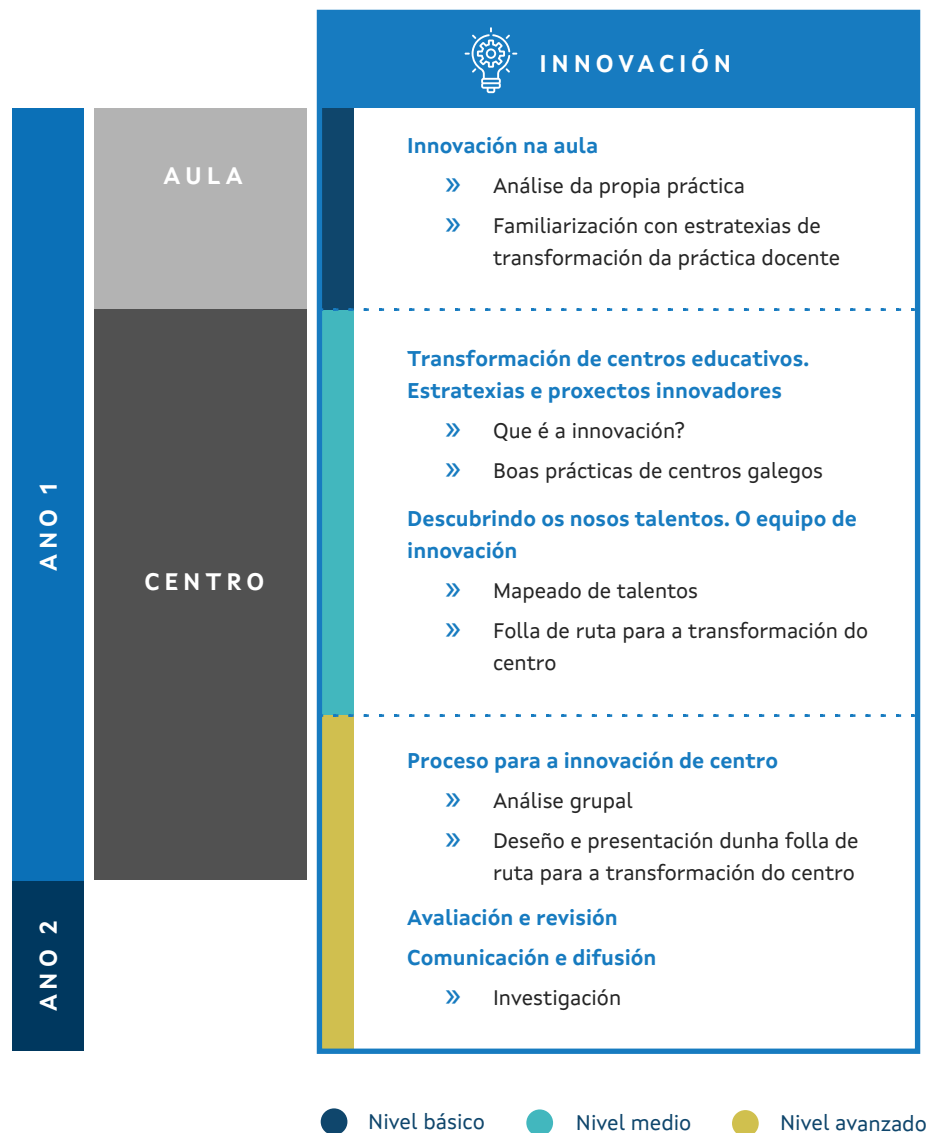 INNOVACIÓN
ANO 1
AULA
Innovación na aula
» Análise da propia práctica
» Familiarización con estratexias de
transformación da práctica docente
CENTRO
Transformación de centros educativos.
Estratexias e proxectos innovadores
» Que é a innovación?
» Boas prácticas de centros galegos
Descubrindo os nosos talentos. O equipo de
innovación
» Mapeado de talentos
» Folla de ruta para a transformación do
centro
Proceso para a innovación de centro
» Análise grupal
» Deseño e presentación dunha folla de
ruta para a transformación do centro
ANO 2
Avaliación e revisión
Comunicación e difusión
» Investigación
Nivel básico
Nivel medio
Nivel avanzado